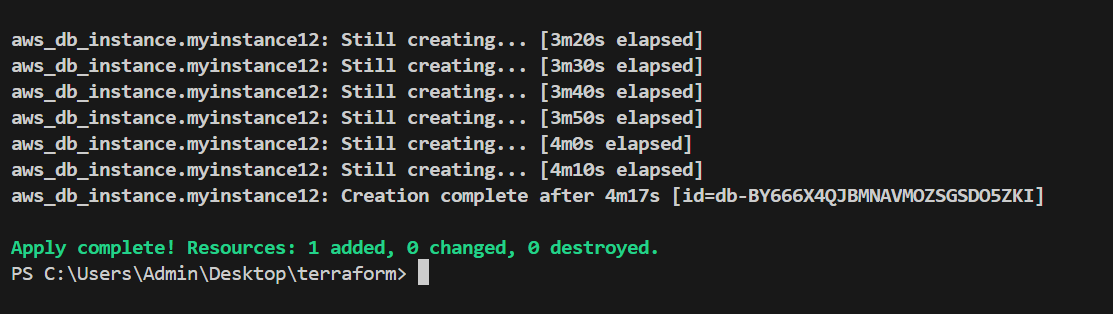 aws_db_instance.myinstance12: Still creating... [3m20s elapsed]
aws_db_instance.myinstance12: Still creating... [3m30s elapsed]
aws_db_instance.myinstance12: Still creating... [3m40s elapsed]
aws_db_instance.myinstance12: Still creating... [3m50s elapsed]
aws_db_instance.myinstance12: Still creating... [4m0s elapsed]
aws_db_instance.myinstance12: Still creating... [4m10s elapsed]
aws_db_instance.myinstance12: Creation complete after 4m17s [id=db-BY666X4QJBMNAVMOZSGSDO5ZKI]
Apply complete! Resources: 1 added, 0 changed, 0 destroyed.
PS C:\Users\Admin\Desktop\terraform>